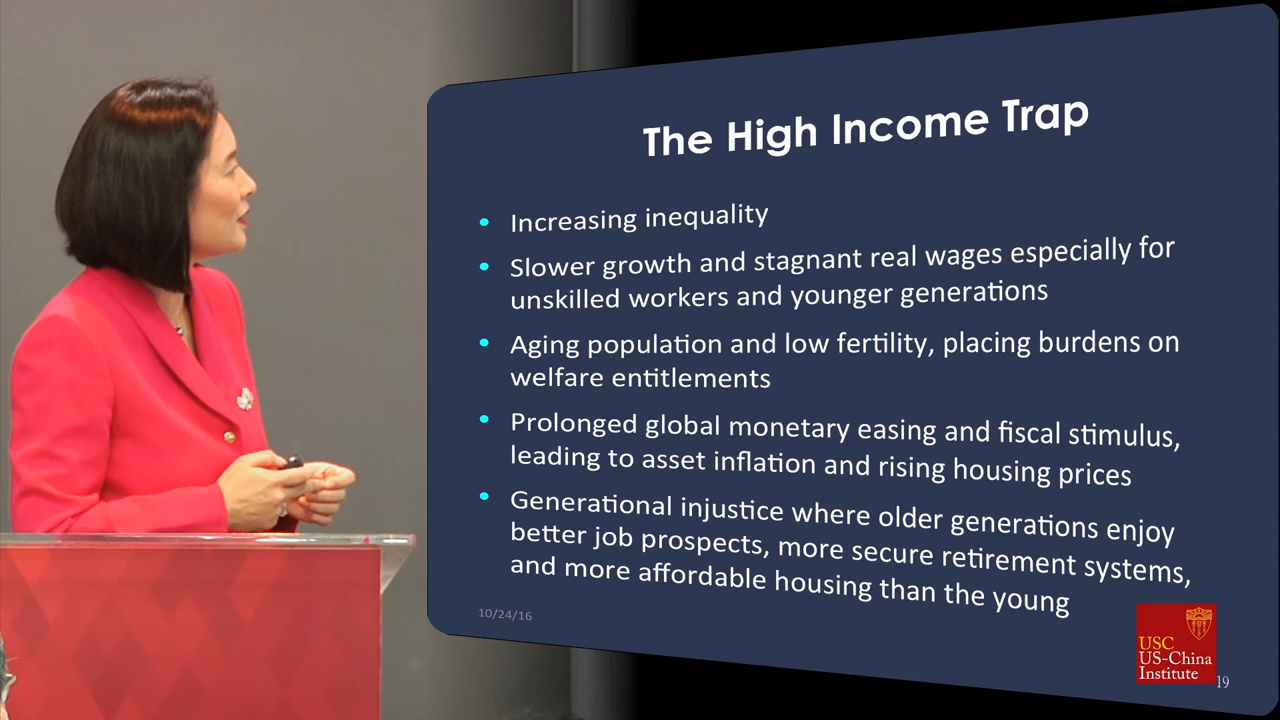 The High Income Trap
• Increasing inequality
• Slower growth and stagnant real wages especially for
unskilled workers and younger generations
• Aging population and low fertility, placing burdens on
welfare entitlements
• Prolonged global monetary easing and fiscal stimulus,
leading to asset inflation and rising housing prices
• Generational injustice where older generations enjoy
better job prospects, more secure retirement systems,
and more affordable housing than the young
10/24/16
USC
US-China
Institute
19